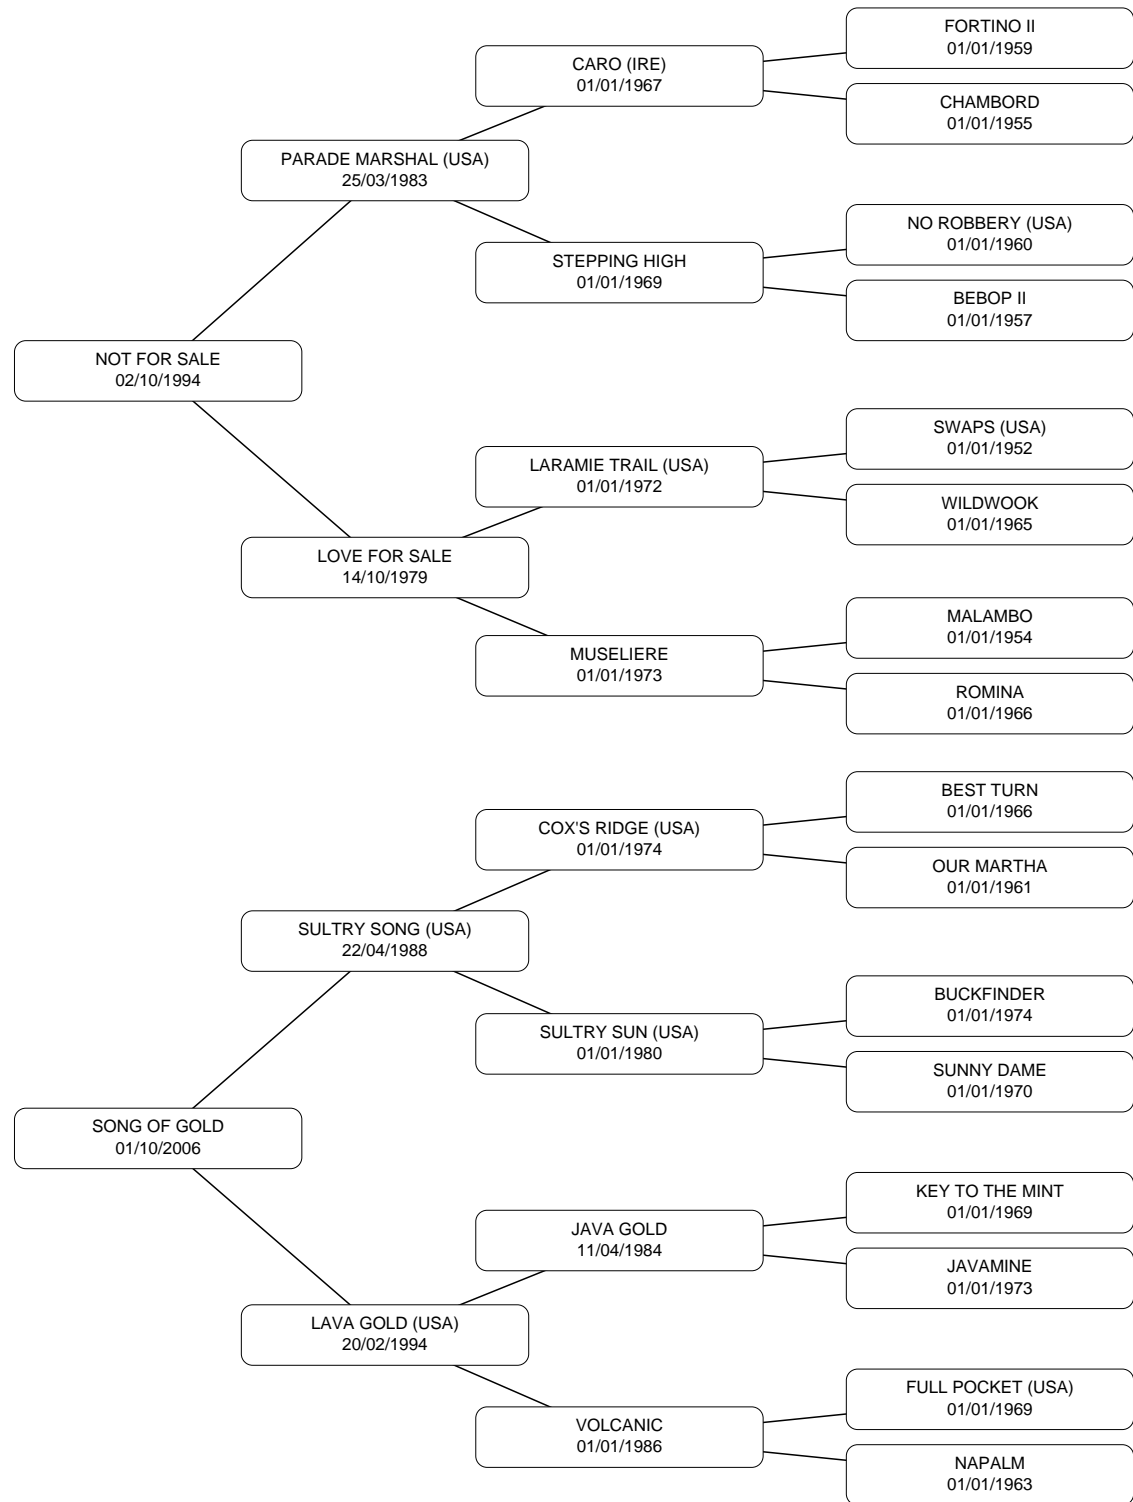 FORTINO II
01/01/1959
CARO (IRE)
01/01/1967
CHAMBORD
01/01/1955
PARADE MARSHAL (USA)
25/03/1983
NO ROBBERY (USA)
01/01/1960
STEPPING HIGH
01/01/1969
BEBOP II
01/01/1957
NOT FOR SALE
02/10/1994
SWAPS (USA)
01/01/1952
LARAMIE TRAIL (USA)
01/01/1972
WILDWOOK
01/01/1965
LOVE FOR SALE
14/10/1979
MALAMBO
01/01/1954
MUSELIERE
01/01/1973
ROMINA
01/01/1966
BEST TURN
01/01/1966
COX'S RIDGE (USA)
01/01/1974
OUR MARTHA
01/01/1961
SULTRY SONG (USA)
22/04/1988
BUCKFINDER
01/01/1974
SULTRY SUN (USA)
01/01/1980
SUNNY DAME
01/01/1970
SONG OF GOLD
01/10/2006
KEY TO THE MINT
01/01/1969
JAVA GOLD
11/04/1984
JAVAMINE
01/01/1973
LAVA GOLD (USA)
20/02/1994
FULL POCKET (USA)
01/01/1969
VOLCANIC
01/01/1986
NAPALM
01/01/1963